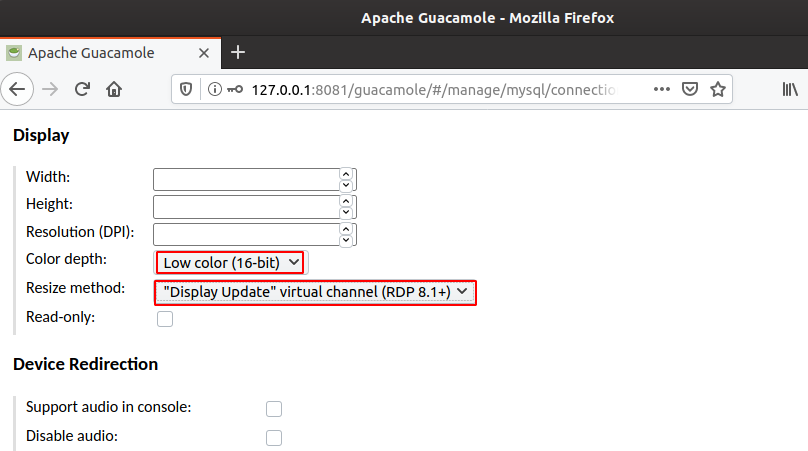 Apache Guacamole - Mozilla Firefox
Apache Guacamole
127.0.0.1:8081/guacamole/#/manage/mysql/connectio
Display
Width:
Height:
Resolution (DPI):
Color depth: Low color (16-bit)
Resize method: "Display Update" virtual channel (RDP 8.1+)
Read-only:
Device Redirection
Support audio in console:
Disable audio: